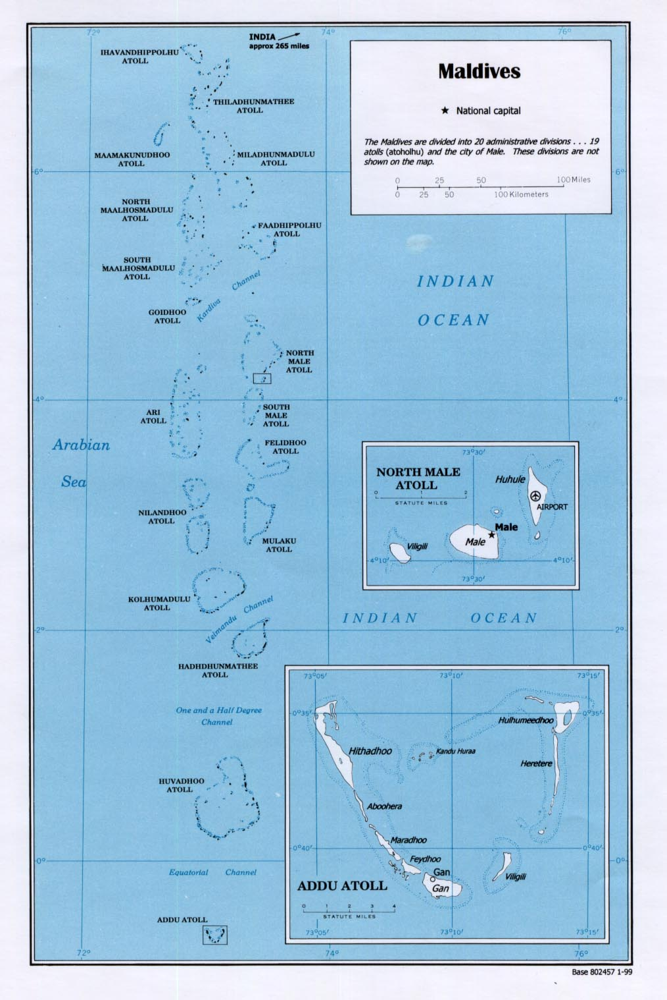 72°
74°
76°
INDIA
approx 265 miles
IHAVANDHIPPOLHU
ATOLL
THILADHUNMATHEE
ATOLL
MAAMAKUNUDHOO
ATOLL
MILADHUNMADULU
ATOLL
6°
6°
Maldives
★ National capital
The Maldives are divided into 20 administrative divisions . . . 19
atolls (atoholhu) and the city of Male. These divisions are not
shown on the map.
0 25 50 100 Miles
0 25 50 100 Kilometers
NORTH
MAALHOSMADULU
ATOLL
FAADHIPPOLHU
ATOLL
SOUTH
MAALHOSMADULU
ATOLL
Kardiva Channel
GOIDHOO
ATOLL
INDIAN
OCEAN
NORTH
MALE
ATOLL
4°
4°
ARI
ATOLL
SOUTH
MALE
ATOLL
Arabian
Sea
FELIDHOO
ATOLL
NILANDHOO
ATOLL
MULAKU
ATOLL
73°30'
NORTH MALE
ATOLL
0 1 2
STATUTE MILES
Huhule
AIRPORT
Male
Male
Viligili
4°10'
4°10'
73°30'
KOLHUMADULU
ATOLL
Veimandu Channel
INDIAN OCEAN
2°
2°
HADHDHUNMATHEE
ATOLL
One and a Half Degree
Channel
HUVADHOO
ATOLL
0°
0°
Equatorial Channel
ADDU ATOLL
73°05'
73°10'
73°15'
0°35'
0°35'
Hulhumeedhoo
Hithadhoo
Kandu Huraa
Heretere
Aboohera
Maradhoo
0°40'
0°40'
Feydhoo
Gan
Gan
Viligili
ADDU ATOLL
0 1 2 3 4
STATUTE MILES
73°05'
73°10'
73°15'
72°
74°
76°
Base 802457 1-99